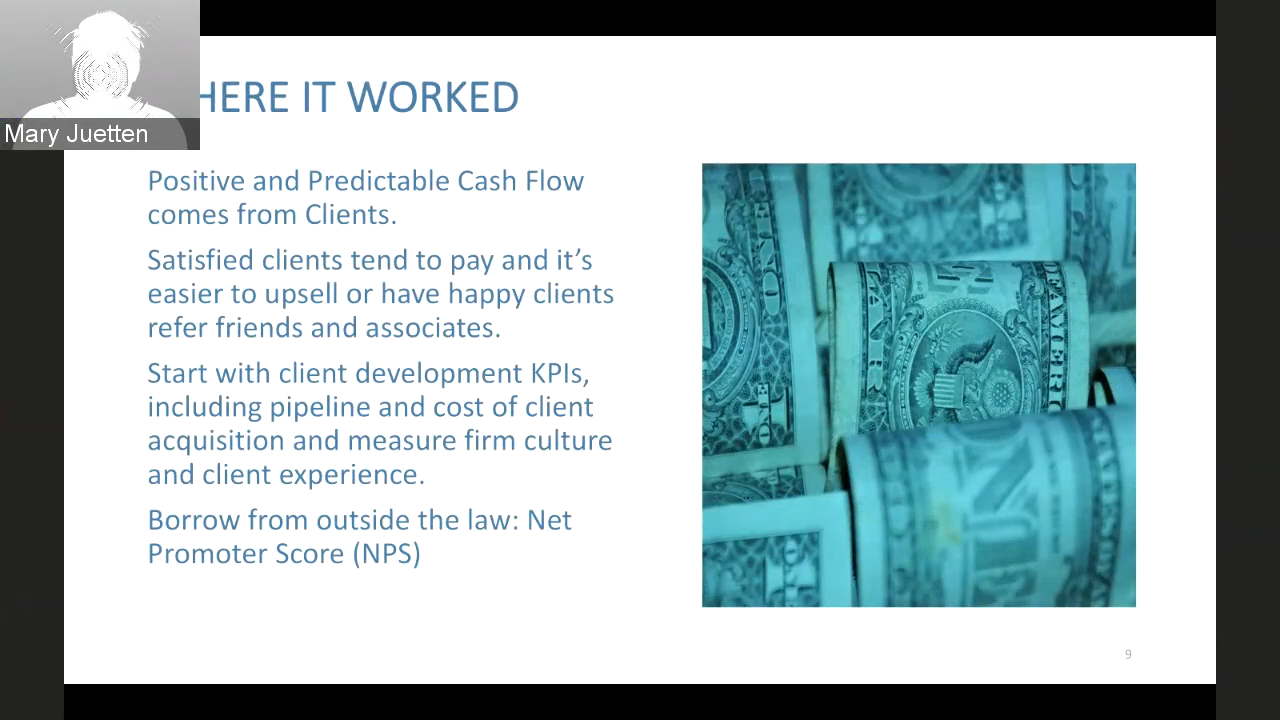 Mary Juetten
HERE IT WORKED
Positive and Predictable Cash Flow
comes from Clients.
Satisfied clients tend to pay and it’s
easier to upsell or have happy clients
refer friends and associates.
Start with client development KPIs,
including pipeline and cost of client
acquisition and measure firm culture
and client experience.
Borrow from outside the law: Net
Promoter Score (NPS)
ONE
9